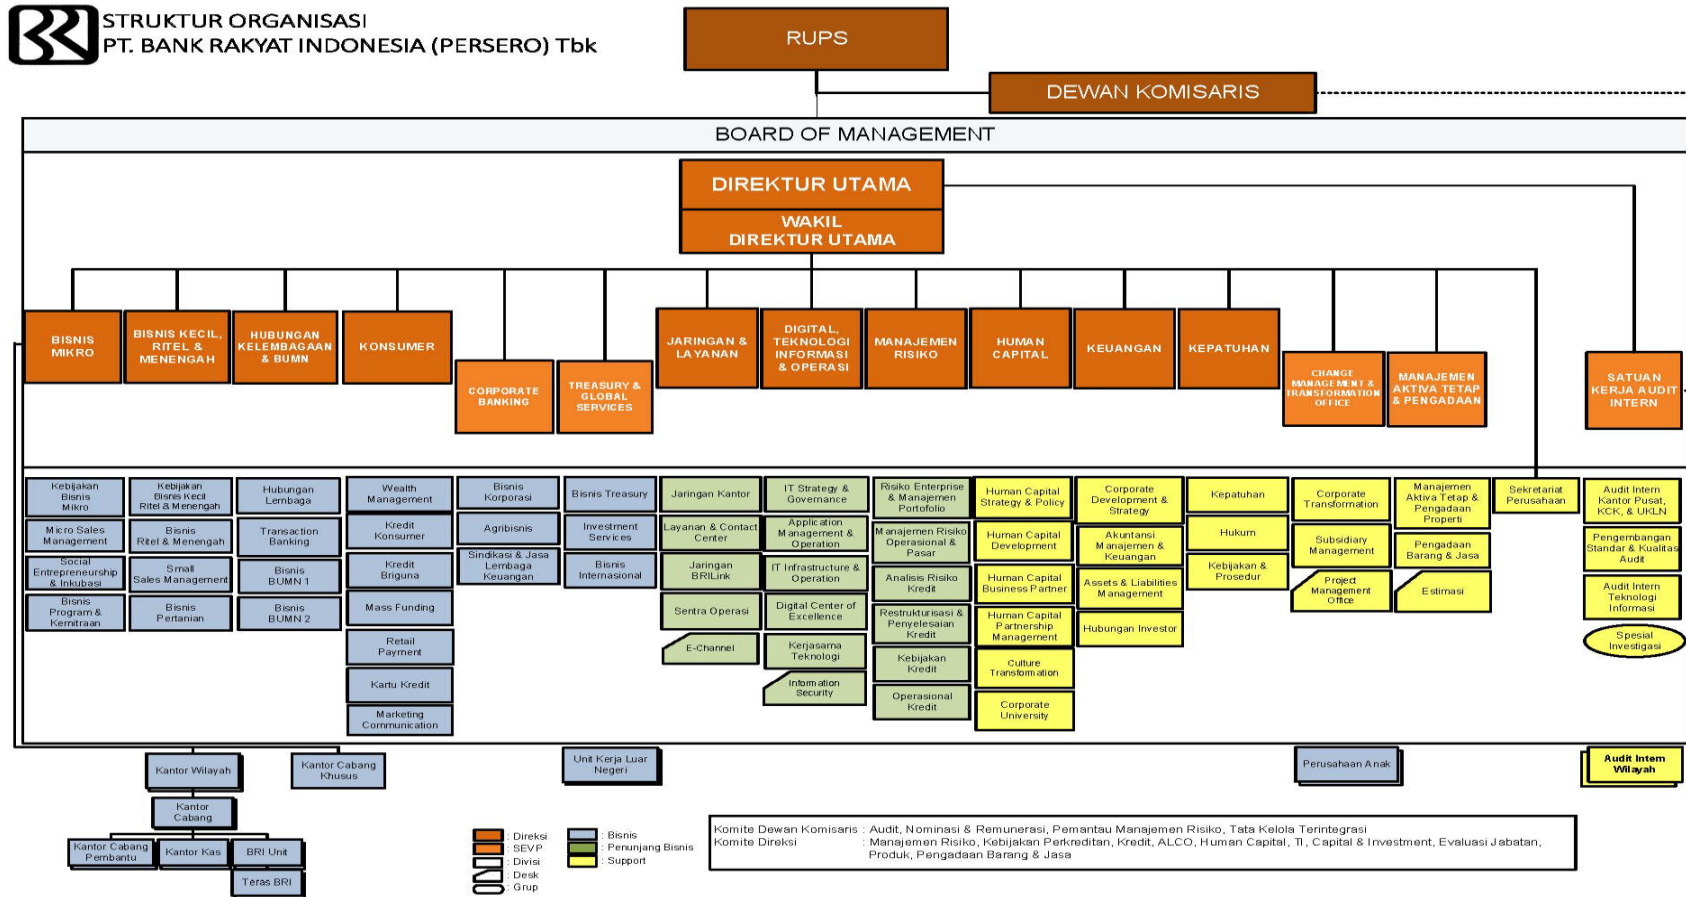 STRUKTUR ORGANISASI
PT. BANK RAKYAT INDONESIA (PERSERO) Tbk
RUPS
DEWAN KOMISARIS
BOARD OF MANAGEMENT
DIREKTUR UTAMA
WAKIL
DIREKTUR UTAMA
BISNIS
MIKRO
BISNIS KECIL,
RITEL &
MENENGAH
HUBUNGAN
KELEMBAGAAN
& BUMN
KONSUMER
CORPORATE
BANKING
TREASURY &
GLOBAL
SERVICES
JARINGAN &
LAYANAN
DIGITAL,
TEKNOLOGI
INFORMASI
& OPERASI
MANAJEMEN
RISIKO
HUMAN
CAPITAL
KEUANGAN
KEPATUHAN
CHANGE
MANAGEMENT &
TRANSFORMATION
OFFICE
MANAJEMEN
AKTIVA TETAP
& PENGADAAN
SATUAN
KERJA AUDIT
INTERN
Kebijakan
Bisnis
Mikro
Micro Sales
Management
Social
Entrepreneurship
& Inkubasi
Bisnis
Program &
Kemitraan
Kebijakan
Bisnis Kecil
Ritel & Menengah
Bisnis
Ritel & Menengah
Small
Sales Management
Bisnis
Pertanian
Hubungan
Lembaga
Transaction
Banking
Bisnis
BUMN 1
Bisnis
BUMN 2
Wealth
Management
Kredit
Konsumer
Kredit
Briguna
Mass Funding
Retail
Payment
Kartu Kredit
Marketing
Communication
Bisnis
Korporasi
Agribisnis
Sindikasi & Jasa
Lembaga
Keuangan
Bisnis Treasury
Investment
Services
Bisnis
Internasional
Jaringan Kantor
Layanan & Contact
Center
Jaringan
BRILink
Sentra Operasi
E-Channel
IT Strategy &
Governance
Application
Management &
Operation
IT Infrastructure &
Operation
Digital Center of
Excellence
Kerjasama
Teknologi
Information
Security
Risiko Enterprise
& Manajemen
Portofolio
Manajemen Risiko
Operasional &
Pasar
Analisis Risiko
Kredit
Restrukturisasi &
Penyelesaian
Kredit
Kebijakan
Kredit
Operasional
Kredit
Human Capital
Strategy & Policy
Human Capital
Development
Human Capital
Business Partner
Human Capital
Partnership
Management
Culture
Transformation
Corporate
University
Corporate
Development &
Strategy
Akuntansi
Manajemen &
Keuangan
Assets & Liabilities
Management
Hubungan Investor
Kepatuhan
Hukum
Kebijakan
& Prosedur
Corporate
Transformation
Subsidiary
Management
Project
Management
Office
Manajemen
Aktiva Tetap &
Pengadaan
Properti
Pengadaan
Barang & Jasa
Estimasi
Sekretariat
Perusahaan
Audit Intern
Kantor Pusat,
KCK, & UKLN
Pengembangan
Standar & Kualitas
Audit
Audit Intern
Teknologi
Informasi
Spesial
Investigasi
Kantor Wilayah
Kantor Cabang
Khusus
Unit Kerja Luar
Negeri
Perusahaan Anak
Audit Intern
Wilayah
Kantor
Cabang
Kantor Cabang
Pembantu
Kantor Kas
BRI Unit
Teras BRI
: Direksi
: SEVP
: Divisi
: Desk
: Grup
: Bisnis
: Penunjang Bisnis
: Support
Komite Dewan Komisaris : Audit, Nominasi & Remunerasi, Pemantau Manajemen Risiko, Tata Kelola Terintegrasi
Komite Direksi : Manajemen Risiko, Kebijakan Perkreditan, Kredit, ALCO, Human Capital, TI, Capital & Investment, Evaluasi Jabatan,
Produk, Pengadaan Barang & Jasa